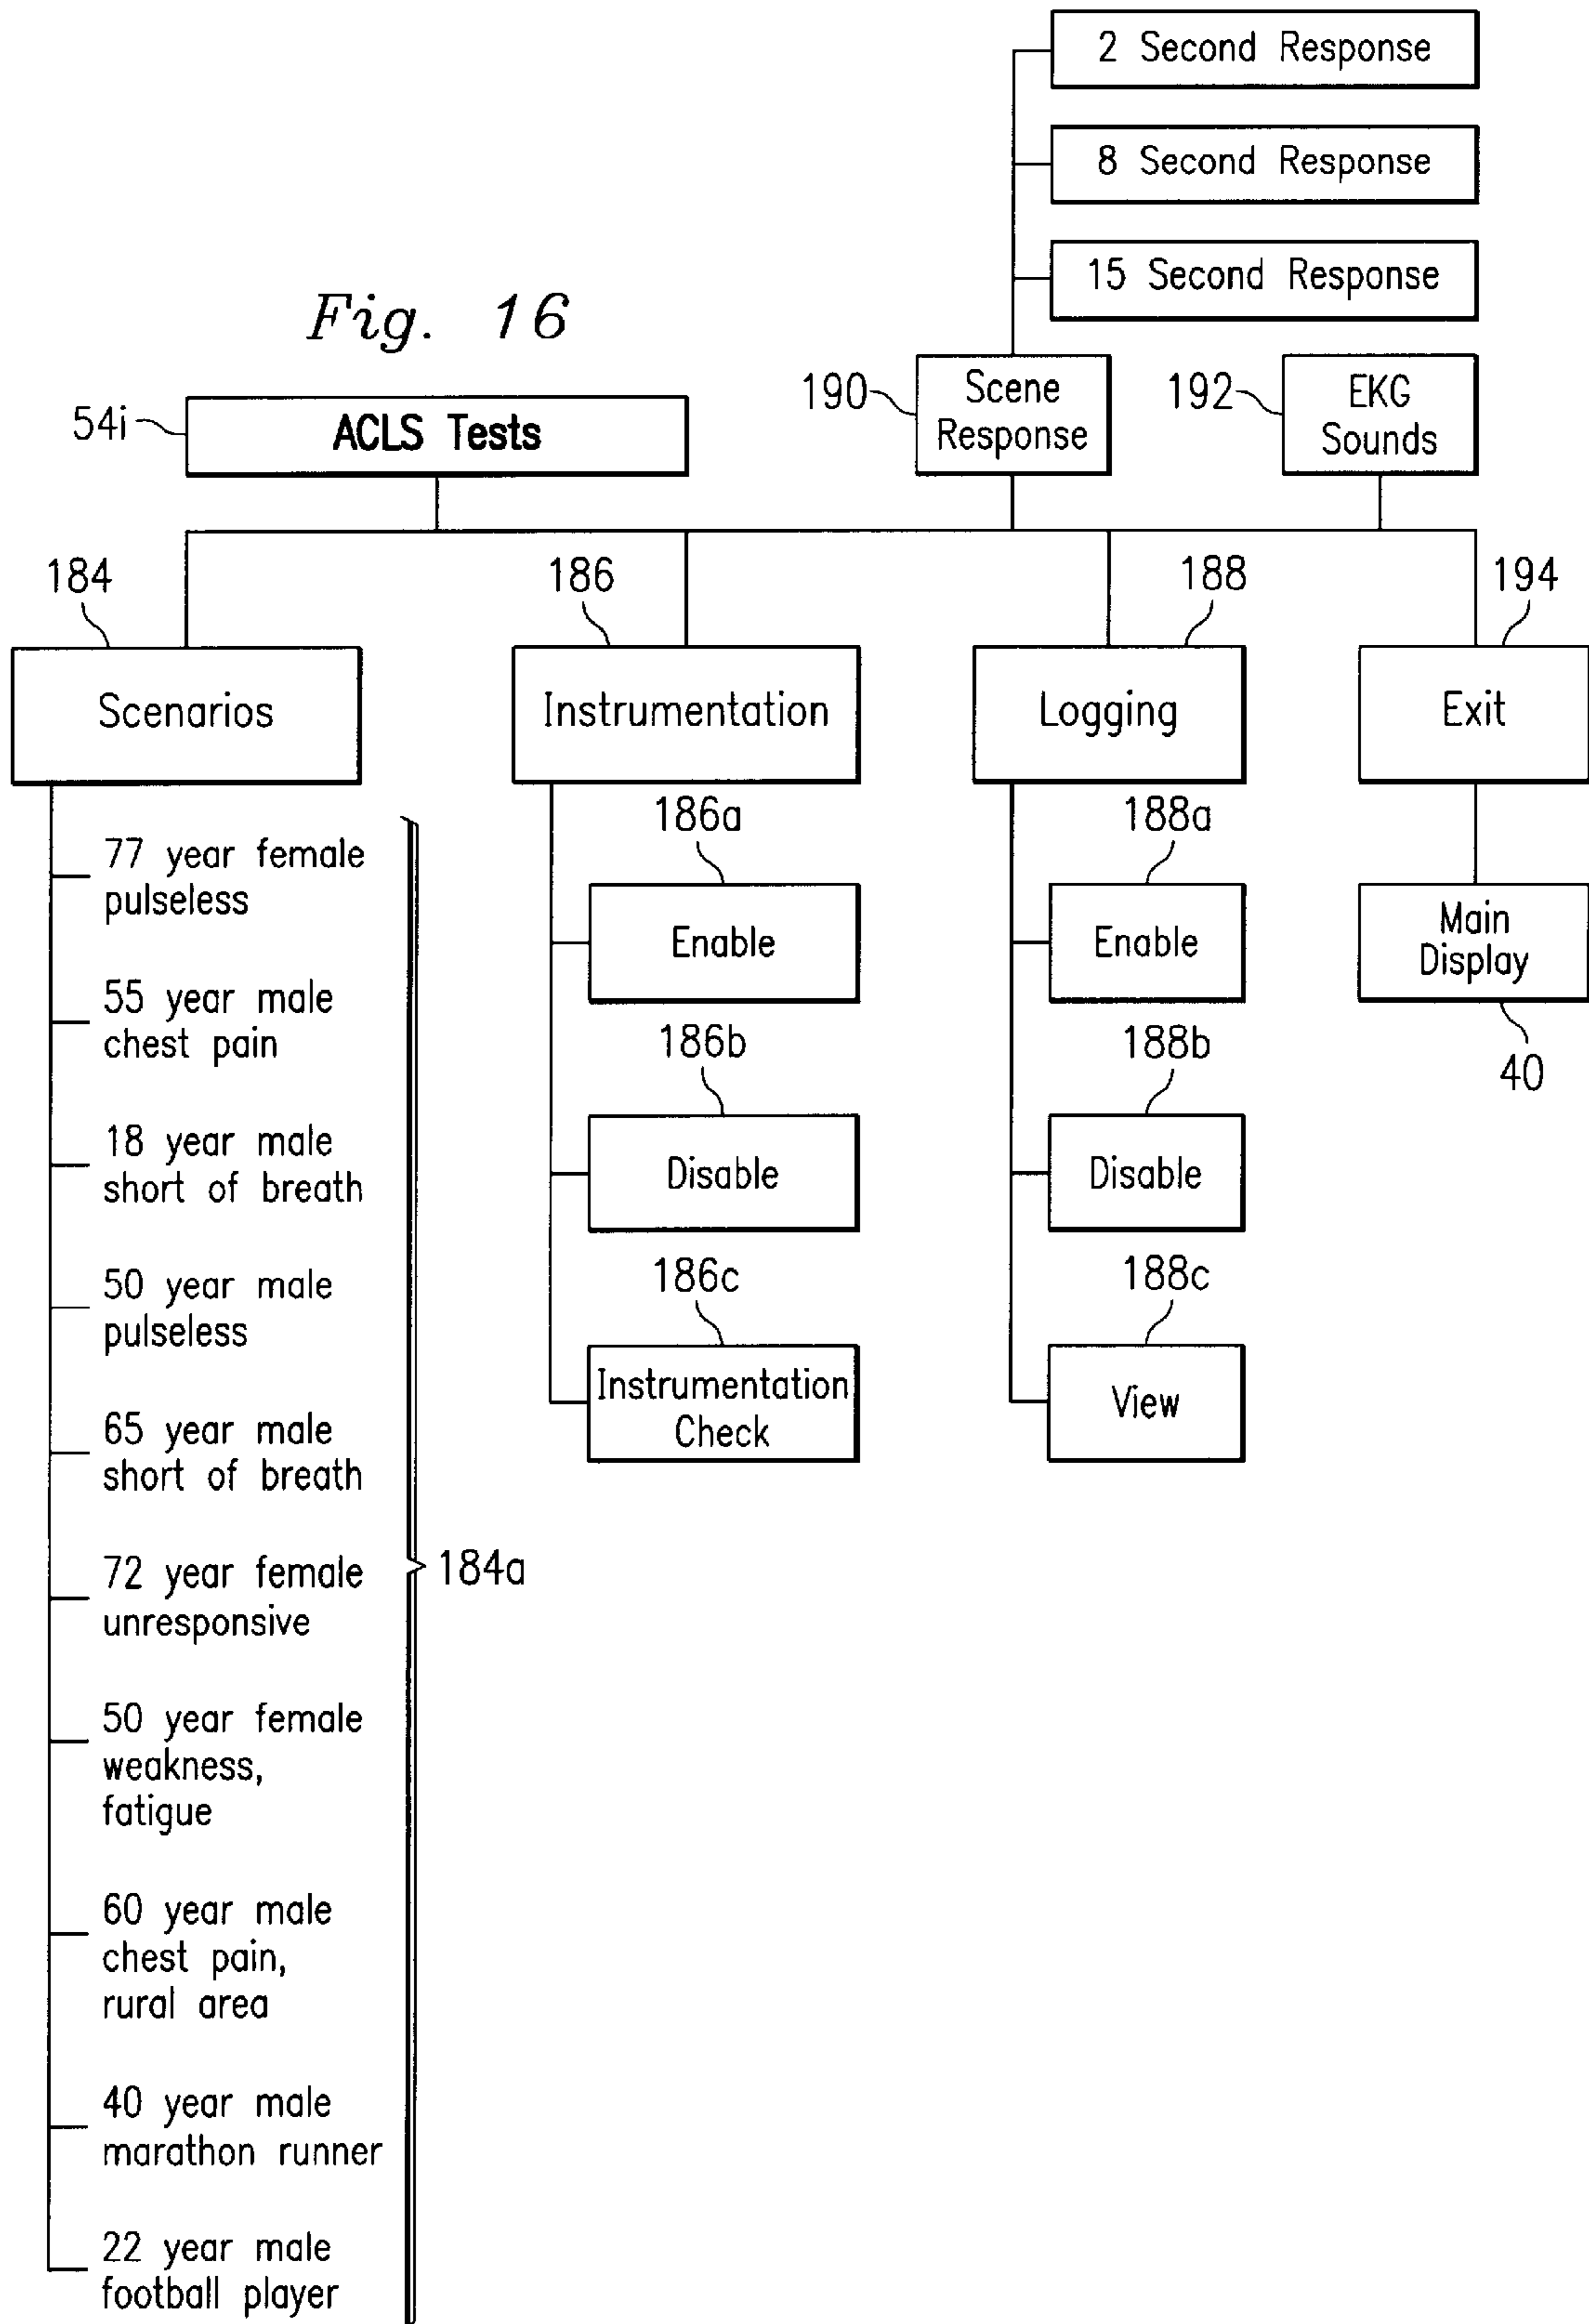 2 Second Response
8 Second Response
15 Second Response
Fig. 16
190
Scene
Response
192
EKG
Sounds
54i
ACLS Tests
184
186
188
194
Scenarios
Instrumentation
Logging
Exit
77 year female
pulseless
55 year male
chest pain
18 year male
short of breath
50 year male
pulseless
65 year male
short of breath
72 year female
unresponsive
50 year female
weakness,
fatigue
60 year male
chest pain,
rural area
40 year male
marathon runner
22 year male
football player
184a
186a
Enable
186b
Disable
186c
Instrumentation
Check
188a
Enable
188b
Disable
188c
View
Main
Display
40